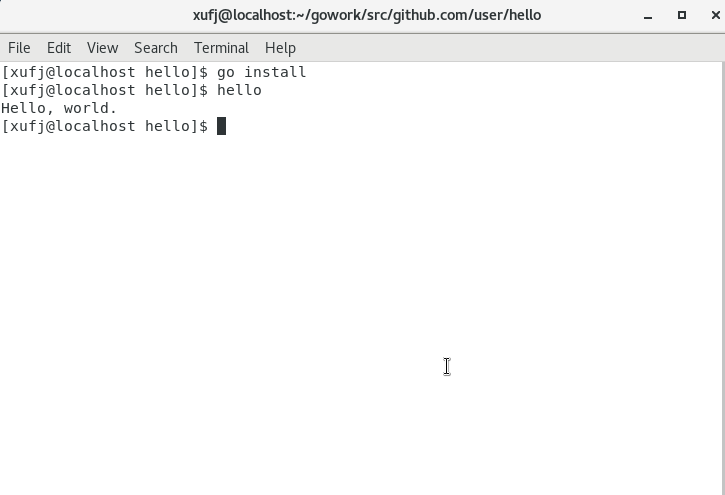 xufj@localhost:~/gowork/src/github.com/user/hello
File Edit View Search Terminal Help
[xufj@localhost hello]$ go install
[xufj@localhost hello]$ hello
Hello, world.
[xufj@localhost hello]$